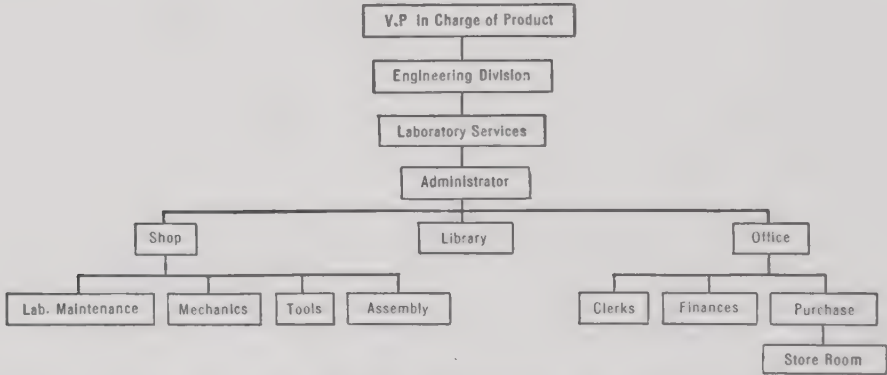 V.P In Charge of Product
Engineering Division
Laboratory Services
Administrator
Shop
Library
Office
Lab. Maintenance
Mechanics
Tools
Assembly
Clerks
Finances
Purchase
Store Room